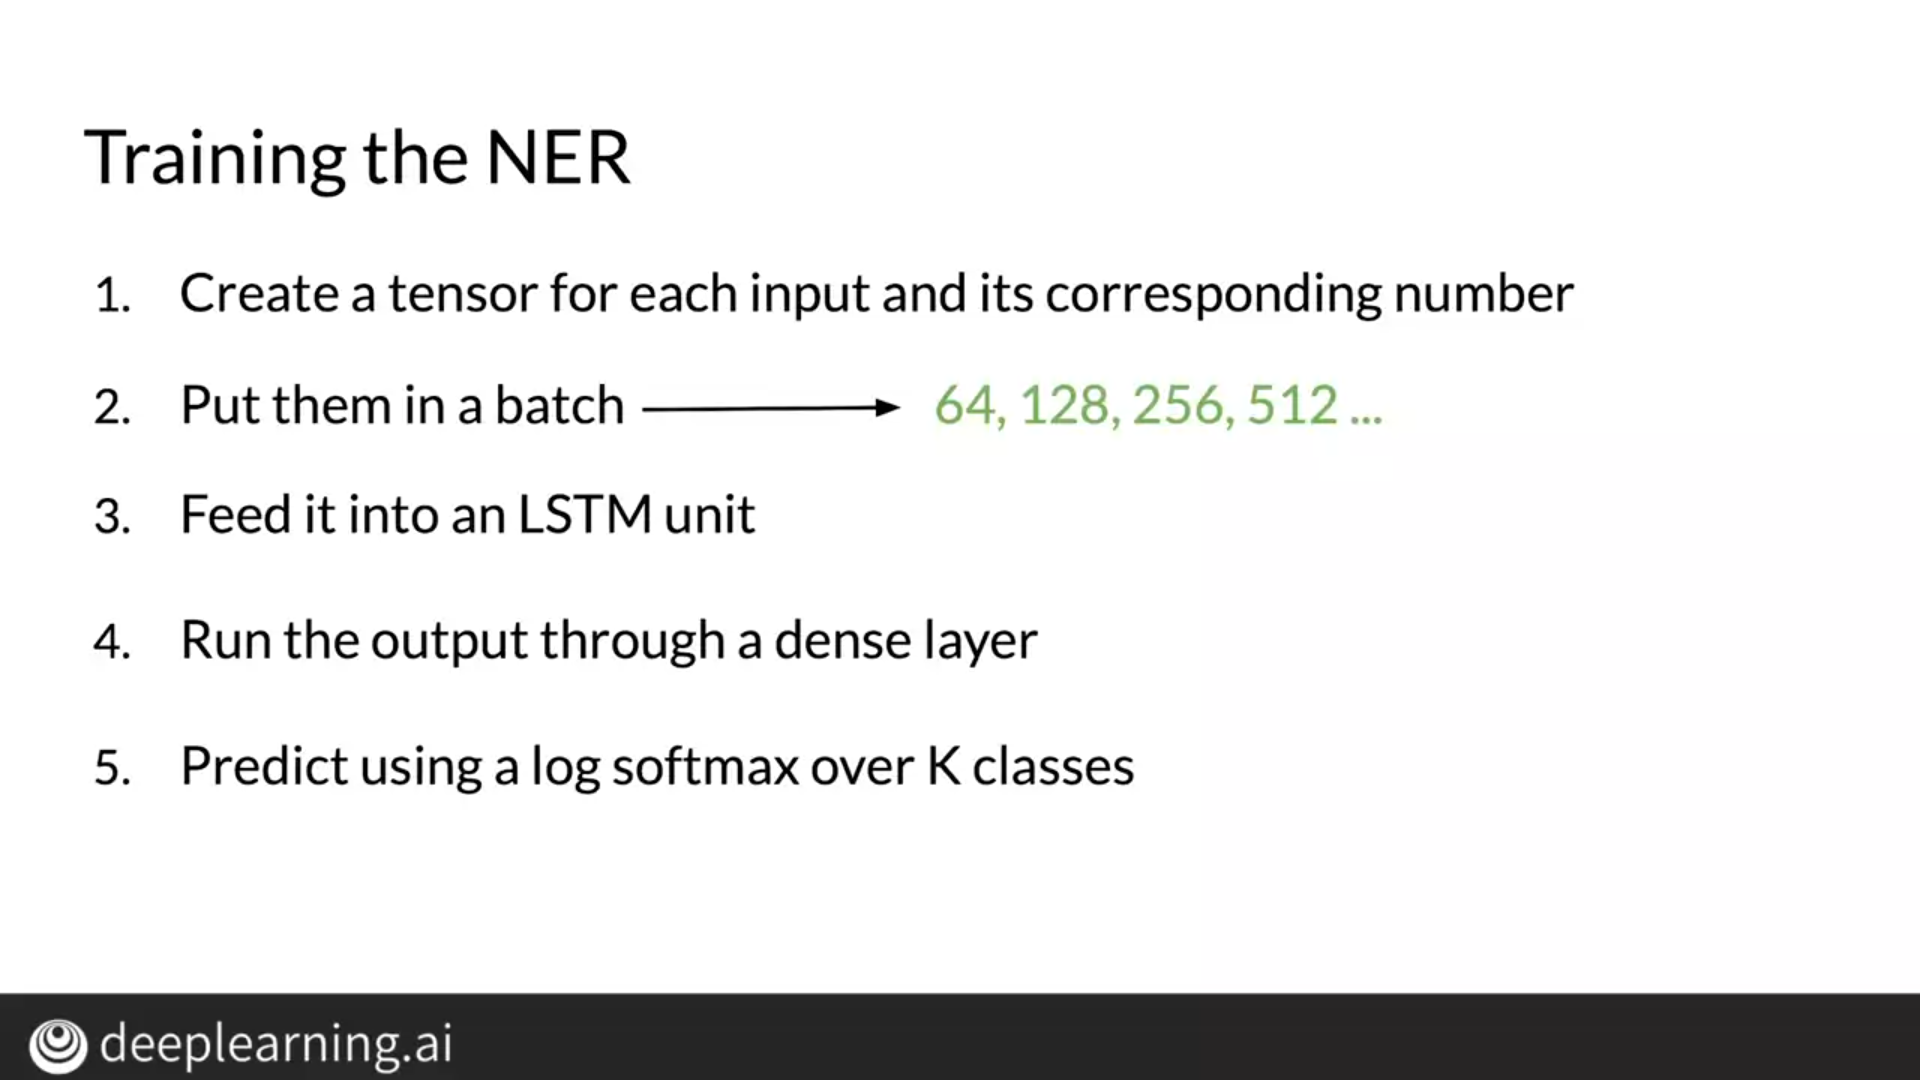 Training the NER
1. Create a tensor for each input and its corresponding number
2. Put them in a batch 64, 128, 256, 512 ...
3. Feed it into an LSTM unit
4. Run the output through a dense layer
5. Predict using a log softmax over K classes
deeplearning.ai